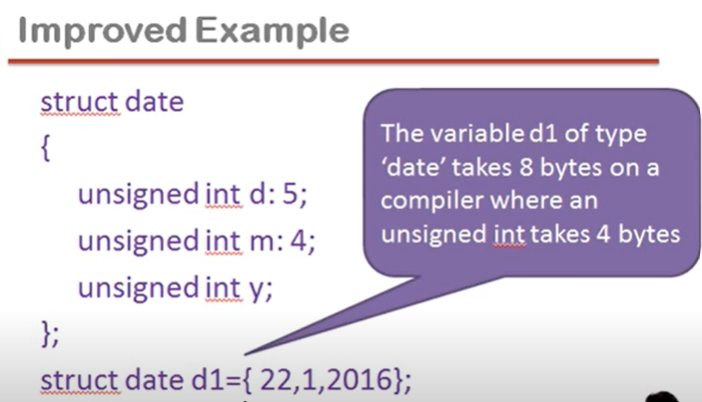 Improved Example
struct date
{
unsigned int d: 5;
unsigned int m: 4;
unsigned int y;
};
struct date d1={ 22,1,2016};
The variable d1 of type
‘date’ takes 8 bytes on a
compiler where an
unsigned int takes 4 bytes